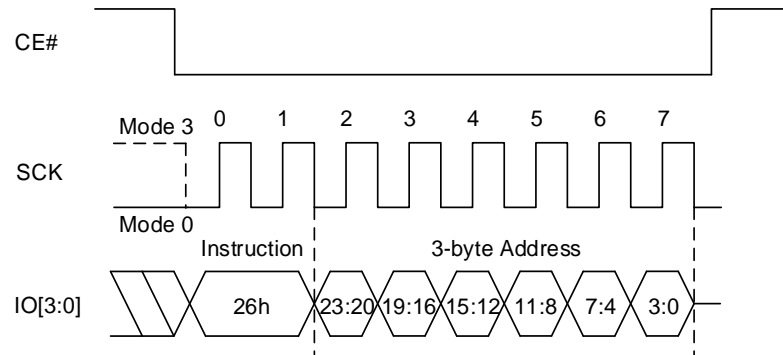 CE#
Mode 3 0 1 2 3 4 5 6 7
SCK
Mode 0
Instruction 3-byte Address
IO[3:0] 26h 23:20 19:16 15:12 11:8 7:4 3:0